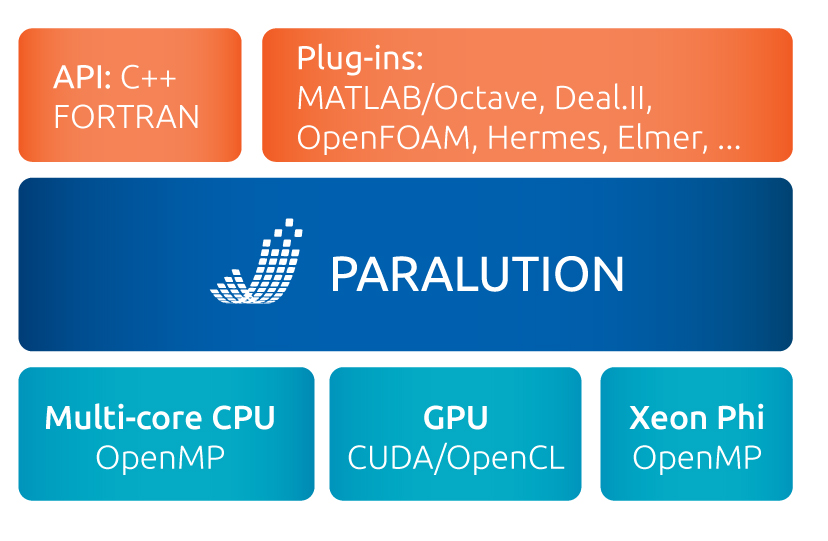 API: C++
FORTRAN
Plug-ins:
MATLAB/Octave, Deal.II,
OpenFOAM, Hermes, Elmer, ...
PARALUTION
Multi-core CPU
OpenMP
GPU
CUDA/OpenCL
Xeon Phi
OpenMP